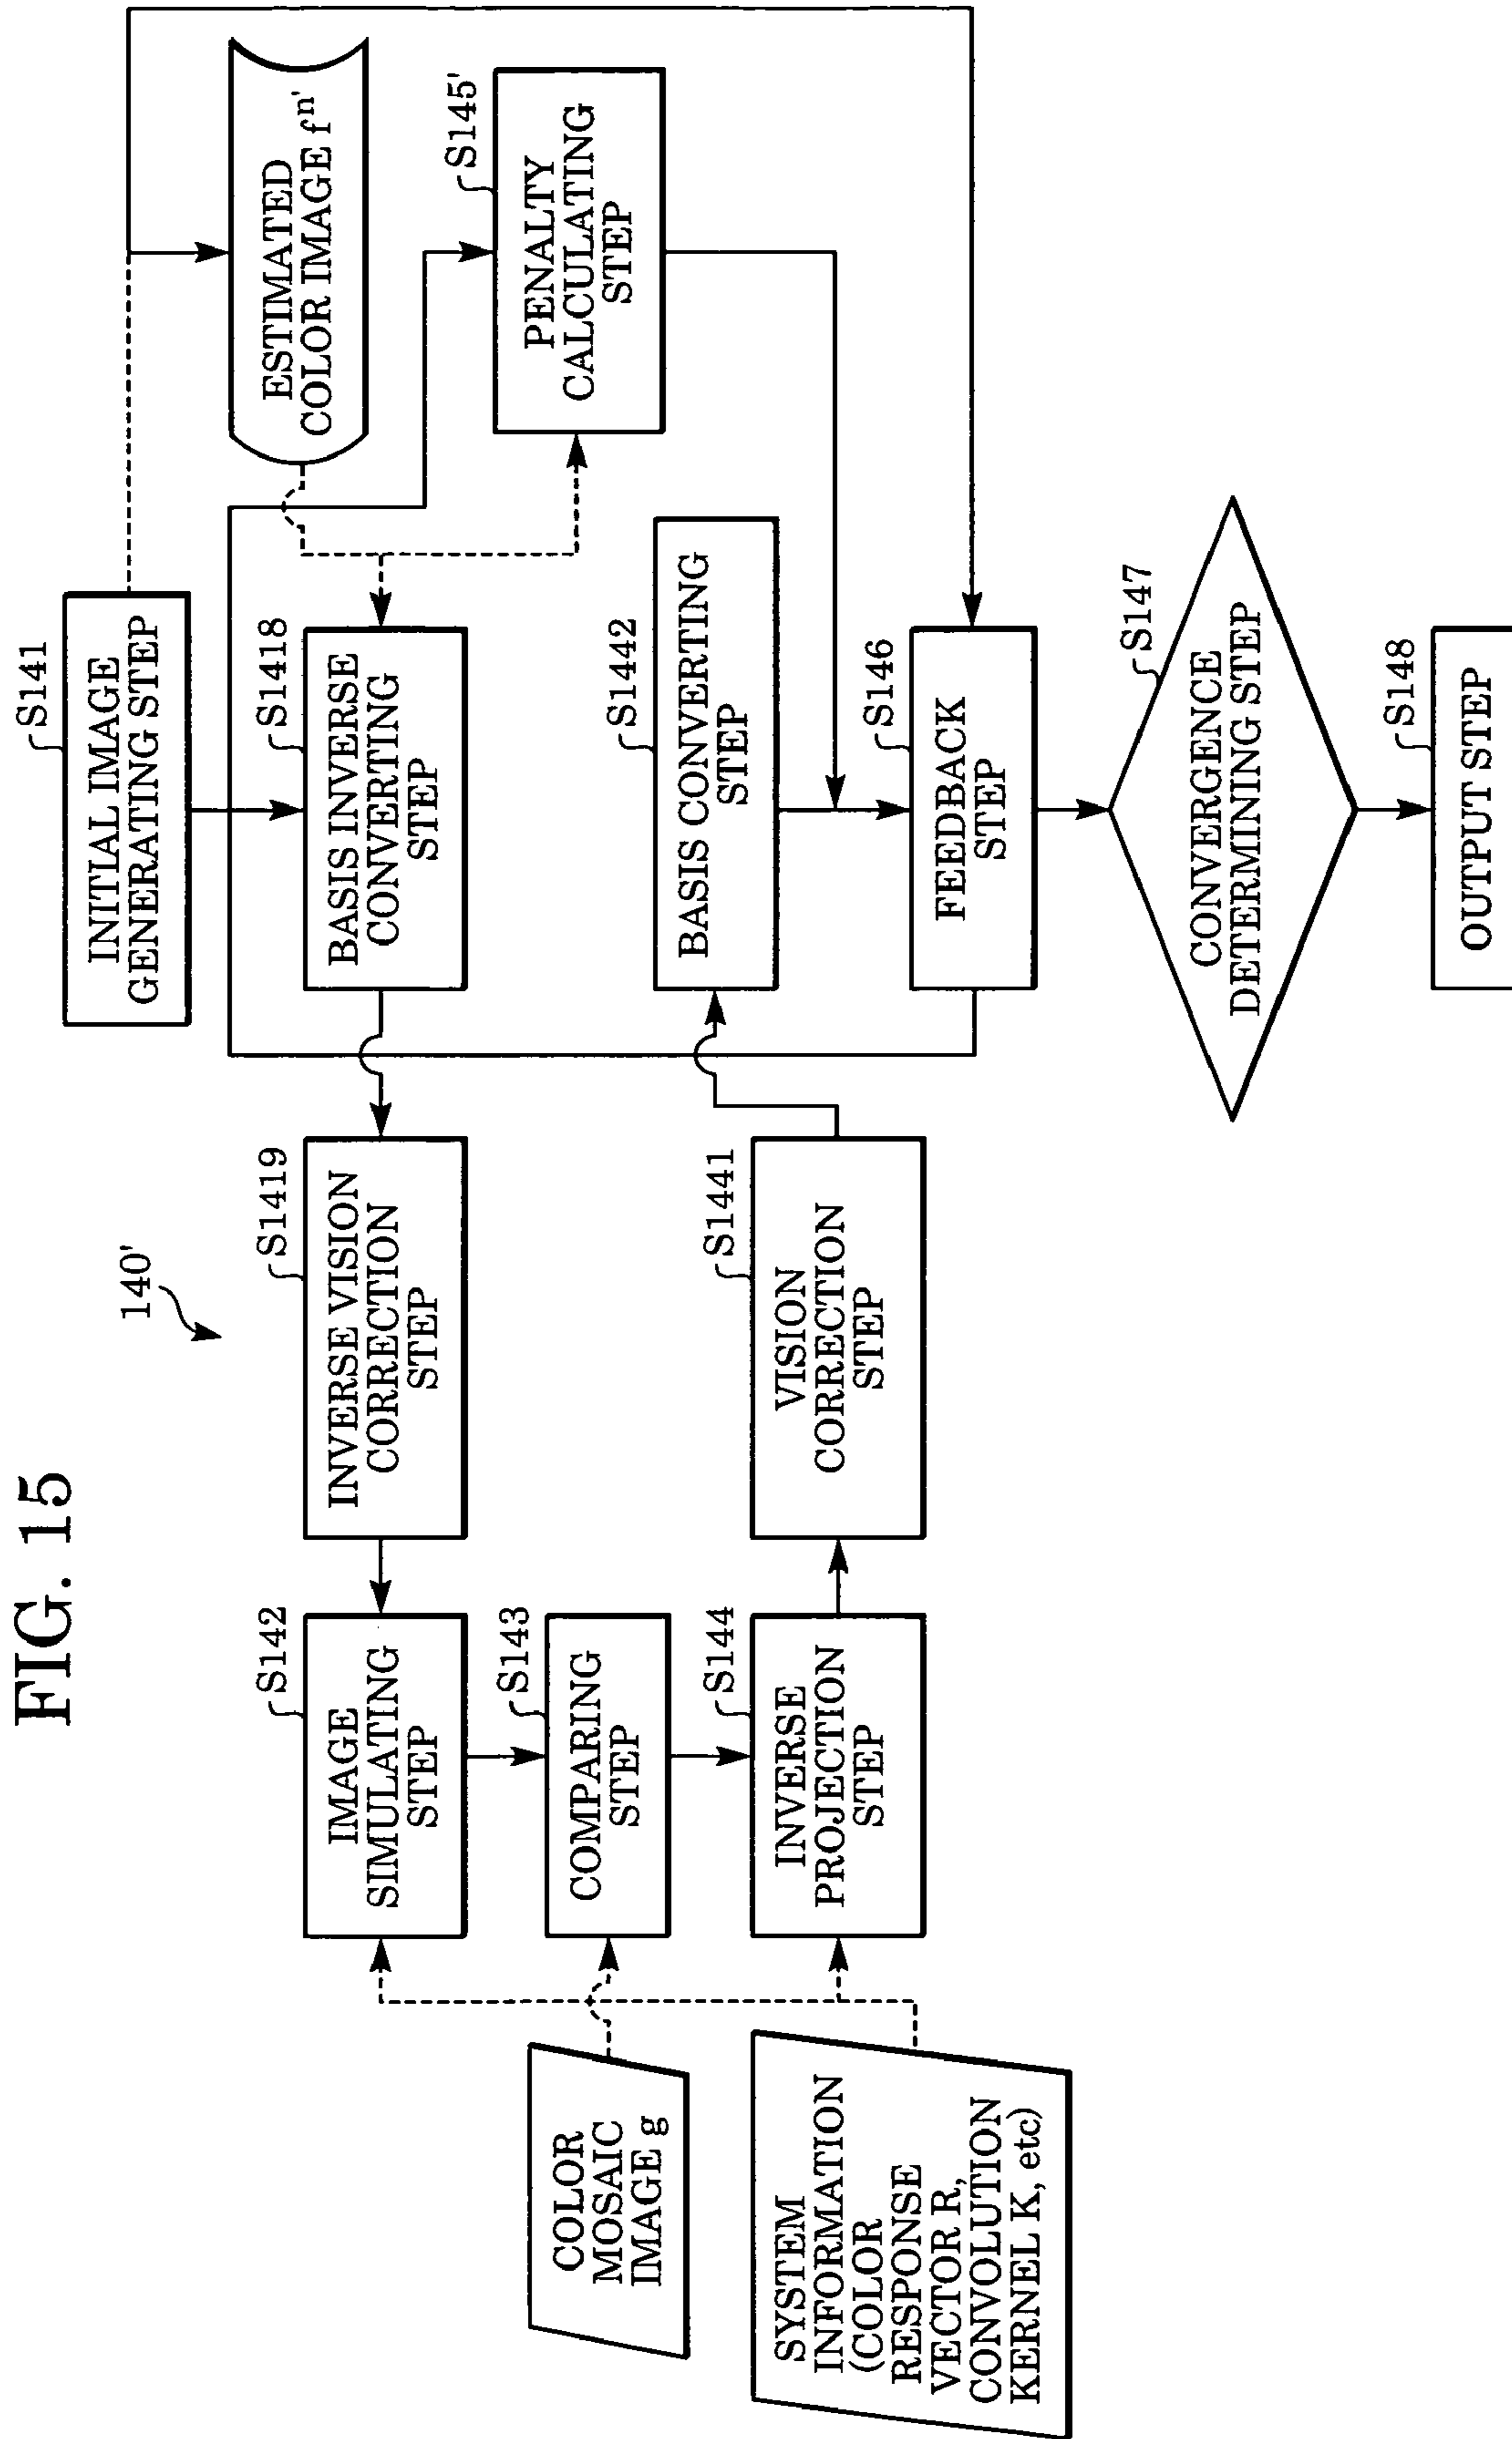 FIG. 15
140'
S141
INITIAL IMAGE
GENERATING STEP
ESTIMATED
COLOR IMAGE fⁿ'
S1418
BASIS INVERSE
CONVERTING
STEP
S1419
INVERSE VISION
CORRECTION
STEP
S142
IMAGE
SIMULATING
STEP
S145'
PENALTY
CALCULATING
STEP
COLOR
MOSAIC
IMAGE g
S143
COMPARING
STEP
SYSTEM
INFORMATION
(COLOR
RESPONSE
VECTOR R,
CONVOLUTION
KERNEL K, etc)
S144
INVERSE
PROJECTION
STEP
S1441
VISION
CORRECTION
STEP
S1442
BASIS CONVERTING
STEP
S146
FEEDBACK
STEP
S147
CONVERGENCE
DETERMINING STEP
S148
OUTPUT STEP